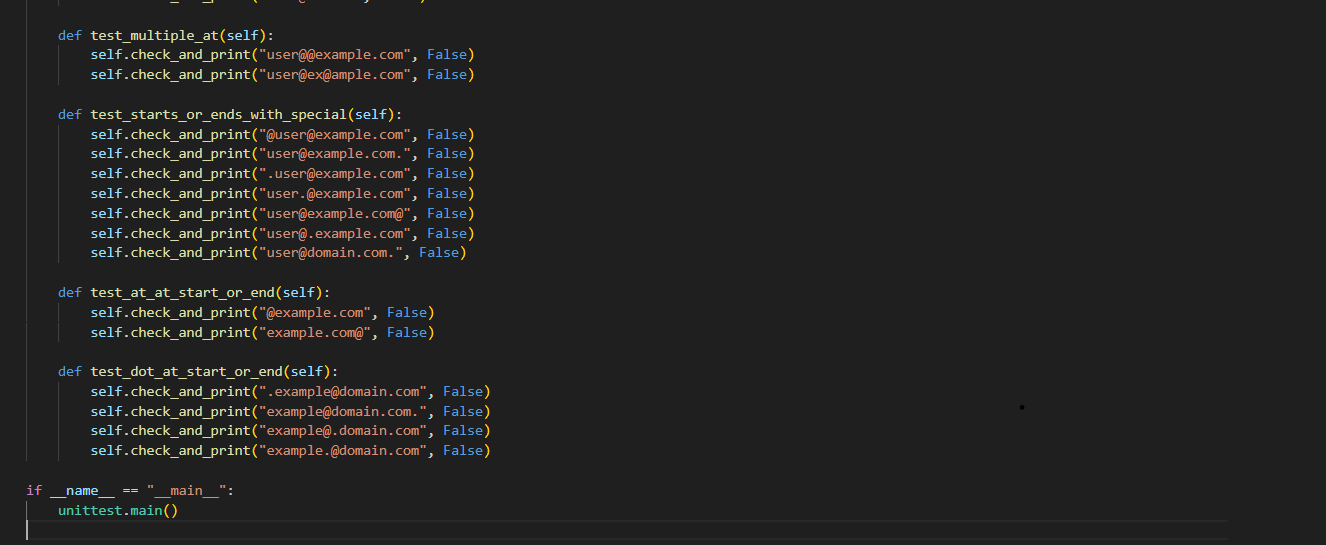 def test_multiple_at(self):
self.check_and_print("user@@example.com", False)
self.check_and_print("user@ex@ample.com", False)
def test_starts_or_ends_with_special(self):
self.check_and_print("@user@example.com", False)
self.check_and_print("user@example.com.", False)
self.check_and_print(".user@example.com", False)
self.check_and_print("user.@example.com", False)
self.check_and_print("user@example.com@", False)
self.check_and_print("user@.example.com", False)
self.check_and_print("user@domain.com.", False)
def test_at_at_start_or_end(self):
self.check_and_print("@example.com", False)
self.check_and_print("example.com@", False)
def test_dot_at_start_or_end(self):
self.check_and_print(".example@domain.com", False)
self.check_and_print("example@domain.com.", False)
self.check_and_print("example@.domain.com", False)
self.check_and_print("example.@domain.com", False)
if __name__ == "__main__":
unittest.main()